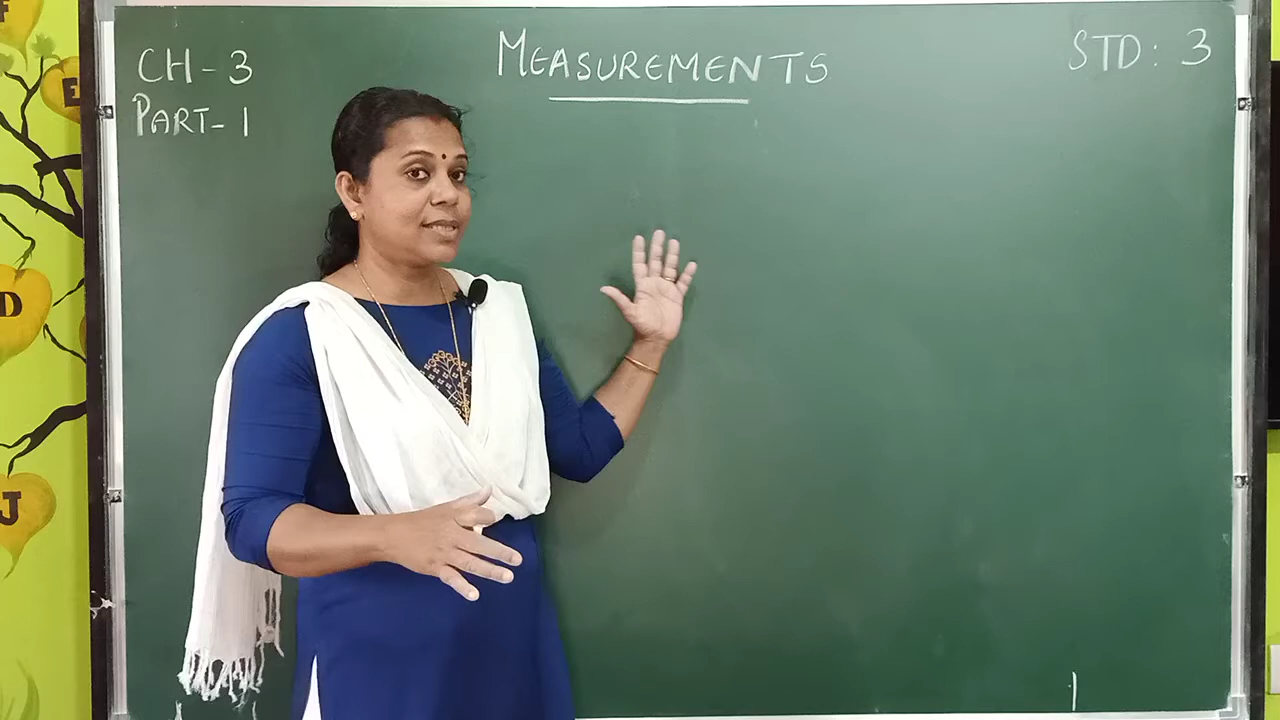 CH - 3
PART - 1
MEASUREMENTS
STD : 3
F
E
D
J